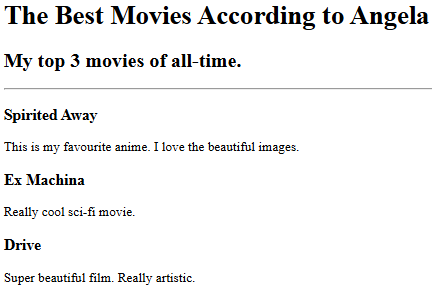 The Best Movies According to Angela
My top 3 movies of all-time.
Spirited Away
This is my favourite anime. I love the beautiful images.
Ex Machina
Really cool sci-fi movie.
Drive
Super beautiful film. Really artistic.